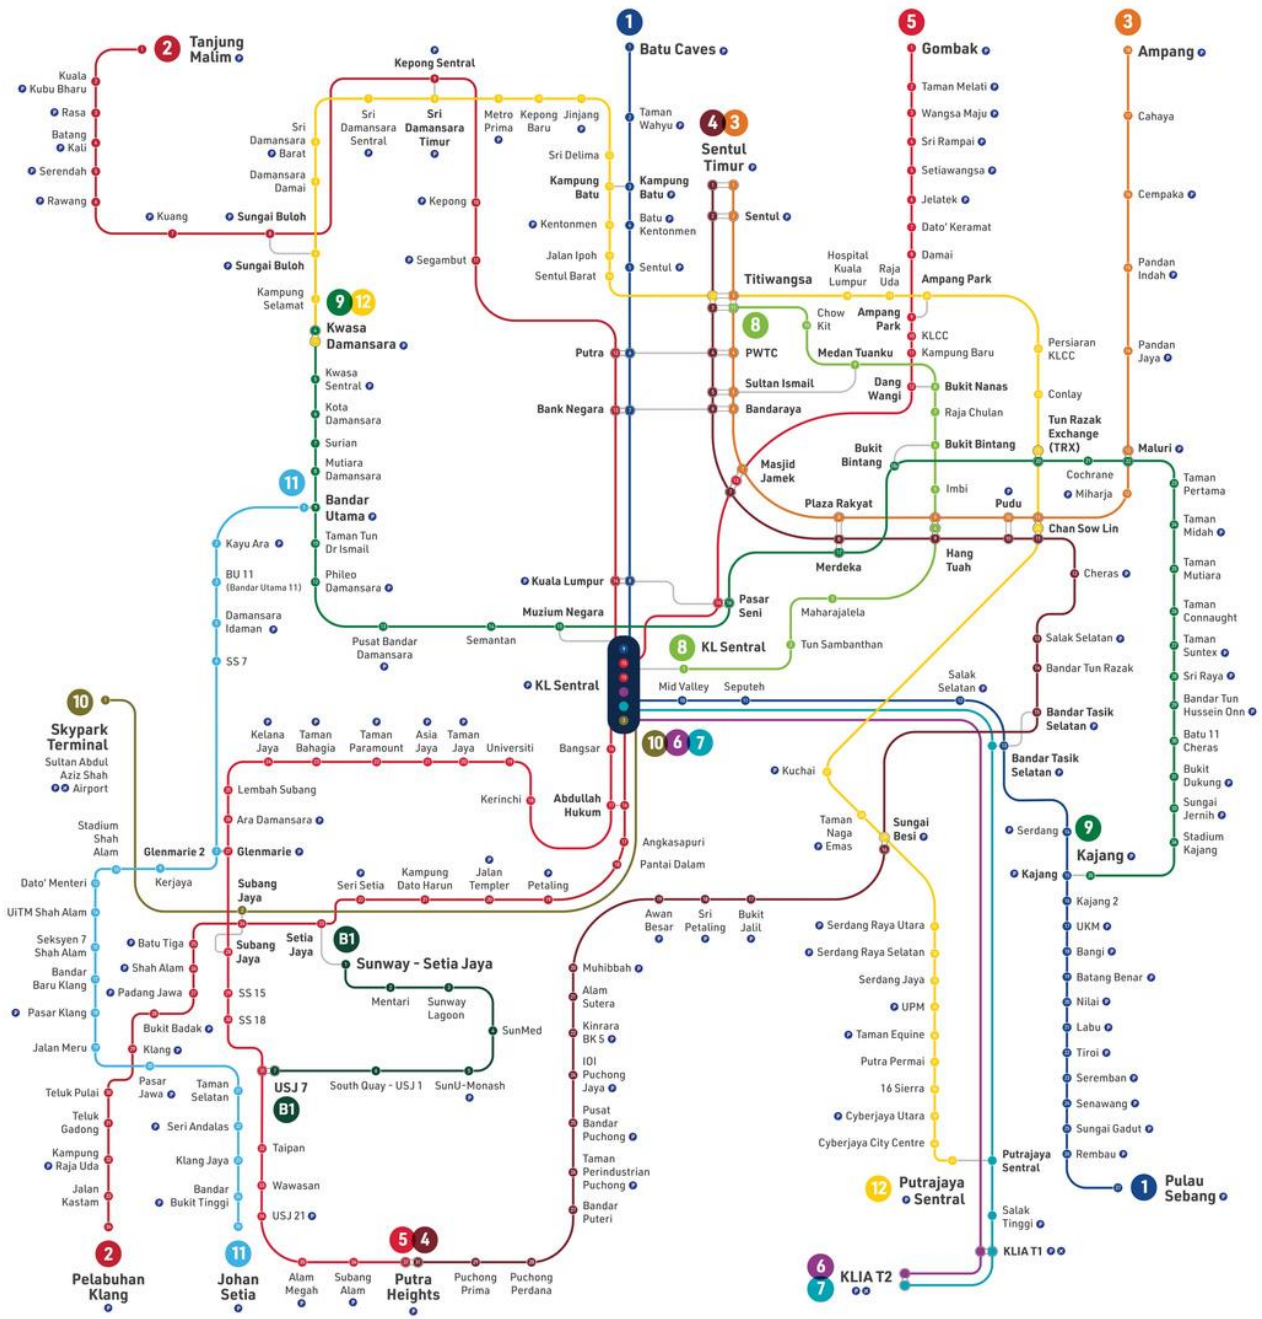 2
Tanjung
Malim P
Kuala
P Kubu Bharu
P Rasa
Batang
P Kali
P Serendah
P Rawang
P Kuang
P Sungai Buloh
P
Kepong Sentral
P Kepong
P Segambut
Putra
Bank Negara
P Kuala Lumpur
Muzium Negara
P KL Sentral
1
Batu Caves P
Taman
Wahyu P
Kampung
Batu P
Batu P
Kentonmen
Sentul P
5
Gombak P
Taman Melati P
Wangsa Maju P
Sri Rampai P
Setiawangsa P
Jelatek P
Dato' Keramat
Damai
Ampang Park
Ampang
Park
KLCC
Kampung Baru
Dang
Wangi
Masjid
Jamek
Pasar
Seni
3
Ampang P
Cahaya
Cempaka P
Pandan
Indah P
Pandan
Jaya P
Maluri P
P Miharja
4 3
Sentul
Timur P
Sentul P
Titiwangsa
PWTC
Sultan Ismail
Bandaraya
Plaza Rakyat
Hang
Tuah
P
Pudu
Chan Sow Lin
Sri
Damansara
P Barat
Damansara
Damai
Sri
Damansara
Sentral
P
Sri
Damansara
Timur
P
Metro
Prima
P
Kepong
Baru
Jinjang
P
Sri Delima
Kampung
Batu
P Kentonmen
Jalan Ipoh
Sentul Barat
Hospital
Kuala
Lumpur
Raja
Uda
Persiaran
KLCC
Conlay
Tun Razak
Exchange
(TRX)
P Sungai Buloh
Kampung
Selamat
9 12
Kwasa
Damansara P
Kwasa
Sentral P
Kota
Damansara
Surian
Mutiara
Damansara
11
Bandar
Utama P
Taman Tun
Dr Ismail
Phileo
Damansara P
Pusat Bandar
Damansara
P
Semantan
Merdeka
Bukit
Bintang
Cochrane
Taman
Pertama
Taman
Midah P
Taman
Mutiara
Taman
Connaught
Taman
Suntex P
Sri Raya P
Bandar Tun
Hussein Onn P
Batu 11
Cheras
Bukit
Dukung P
Sungai
Jernih P
Stadium
Kajang
9
Kajang P
8
Chow
Kit
Medan Tuanku
Bukit Nanas
Raja Chulan
Bukit Bintang
Imbi
Maharajalela
Tun Sambanthan
8 KL Sentral
Kayu Ara P
BU 11
(Bandar Utama 11)
Damansara
Idaman P
SS 7
10
Skypark
Terminal
Sultan Abdul
Aziz Shah
P Airport
Stadium
Shah
Alam
Glenmarie 2
Kerjaya
Dato' Menteri
UiTM Shah Alam
Seksyen 7
Shah Alam
Bandar
Baru Klang
P Pasar Klang
Jalan Meru
Pasar
Jawa P
Taman
Selatan
P Seri Andalas
Klang Jaya
Bandar
P Bukit Tinggi
11
Johan
Setia
P
10 6 7
Bangsar
Abdullah
Hukum
Kerinchi
Universiti
P
Taman
Jaya
P
Asia
Jaya
P
Taman
Paramount
P
Taman
Bahagia
P
Kelana
Jaya
Lembah Subang
Ara Damansara P
Glenmarie P
Subang
Jaya
Subang
Jaya
SS 15
SS 18
USJ 7
B1
Taipan
Wawasan
USJ 21 P
Alam
Megah
P
Subang
Alam
P
5 4
Putra
Heights
P
Puchong
Prima
Puchong
Perdana
Angkasapuri
Pantai Dalam
P
Petaling
P
Jalan
Templer
Kampung
Dato Harun
P
Seri Setia
Setia
Jaya
P Batu Tiga
P Shah Alam
P Padang Jawa
Bukit Badak P
Klang P
Teluk Pulai
Teluk
Gadong
Kampung
P Raja Uda
Jalan
Kastam
2
Pelabuhan
Klang
P
B1
Sunway - Setia Jaya
Mentari
Sunway
Lagoon
SunMed
SunU-Monash
P
South Quay - USJ 1
Cheras P
Salak Selatan P
Bandar Tun Razak
Bandar Tasik
Selatan P
Sungai
Besi P
Bukit
Jalil
P
Sri
Petaling
P
Awan
Besar
P
Muhibbah P
Alam
Sutera
Kinrara
BK 5 P
IOI
Puchong
Jaya P
Pusat
Bandar
Puchong P
Taman
Perindustrian
Puchong P
Bandar
Puteri
Mid Valley
Seputeh
Salak
Selatan P
Bandar Tasik
Selatan P
P Serdang
P Kajang
Kajang 2
UKM P
Bangi P
Batang Benar P
Nilai P
Labu P
Tiroi P
Seremban P
Senawang P
Sungai Gadut P
Rembau P
1
Pulau
Sebang P
P Kuchai
Taman
Naga
P Emas
P Serdang Raya Utara
P Serdang Raya Selatan
Serdang Jaya
P UPM
P Taman Equine
Putra Permai
16 Sierra
P Cyberjaya Utara
Cyberjaya City Centre
12
Putrajaya
P Sentral
Putrajaya
Sentral
Salak
Tinggi P
KLIA T1 P
6
7
KLIA T2
P